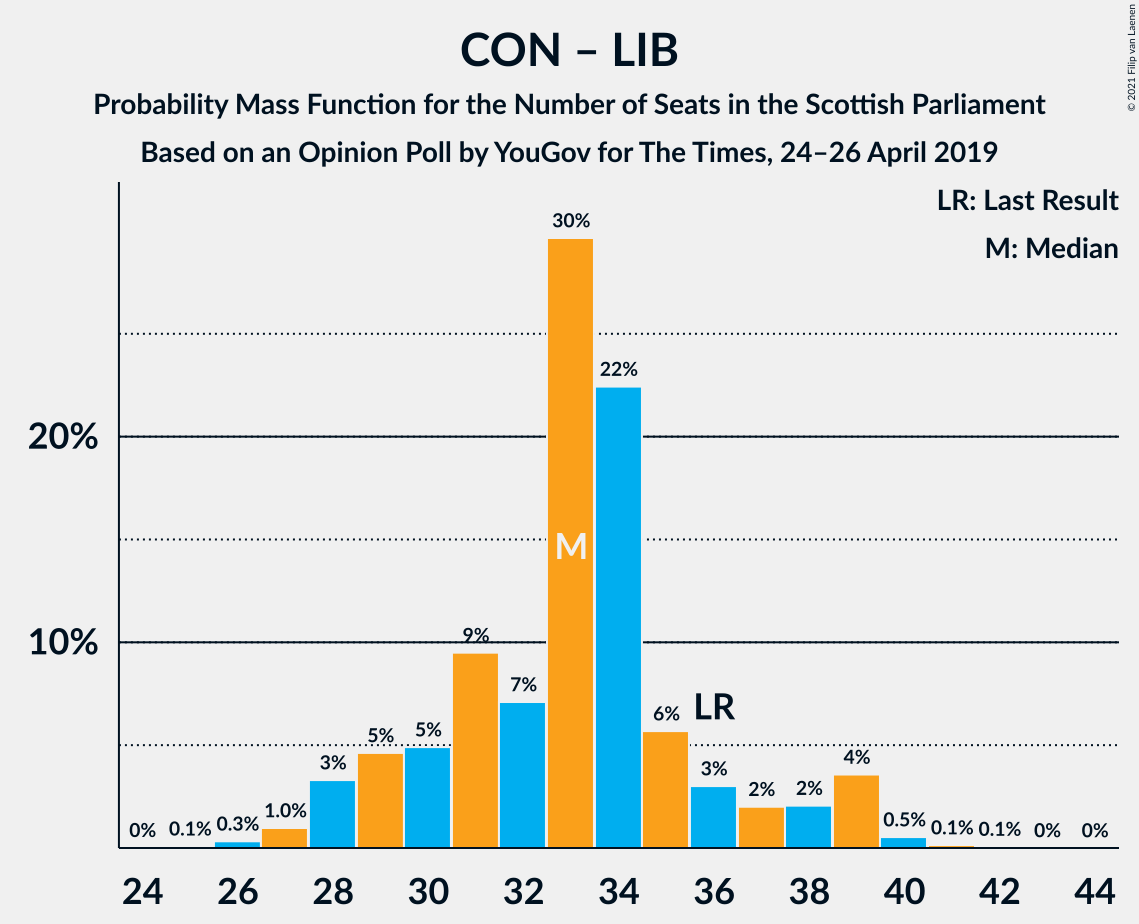 CON – LIB
Probability Mass Function for the Number of Seats in the Scottish Parliament
Based on an Opinion Poll by YouGov for The Times, 24–26 April 2019
© 2021 Filip van Laenen
LR: Last Result
M: Median
20%
10%
0%
0.1%
0.3%
1.0%
3%
5%
5%
9%
7%
30%
M
22%
6%
LR
3%
2%
2%
4%
0.5%
0.1%
0.1%
0%
0%
24 26 28 30 32 34 36 38 40 42 44